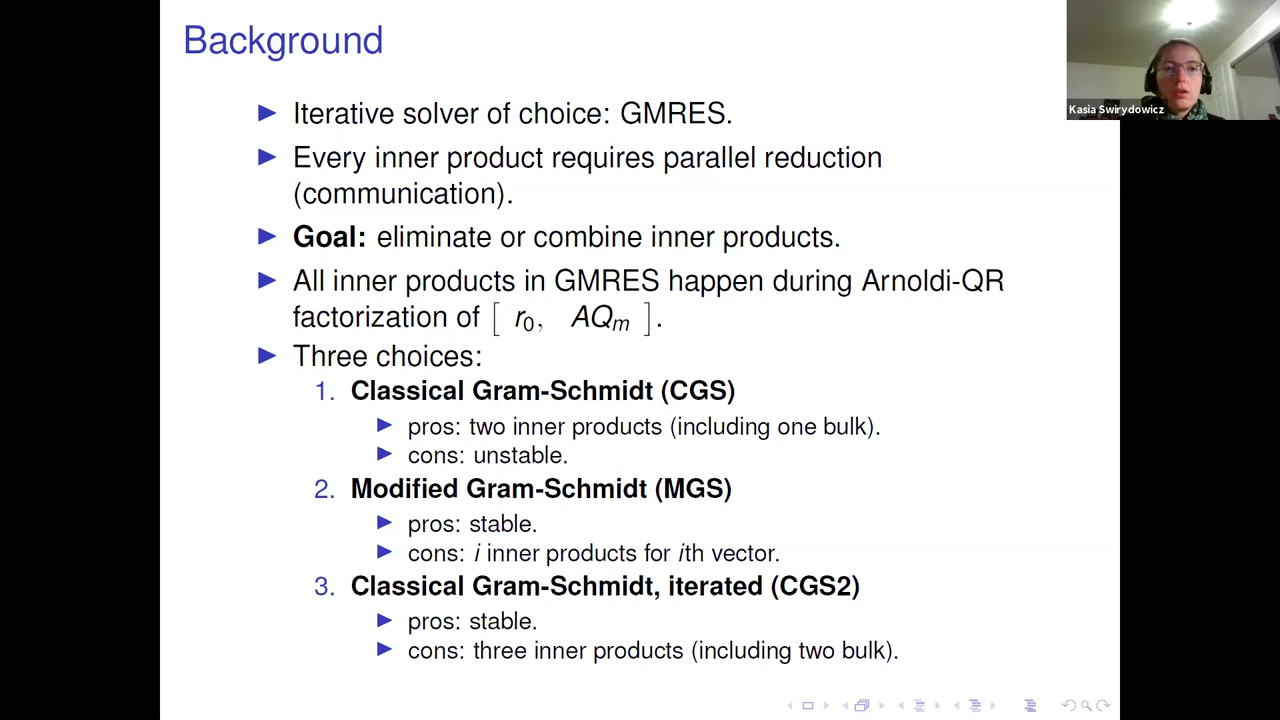 Background
Kasia Swirydowicz
▶ Iterative solver of choice: GMRES.
▶ Every inner product requires parallel reduction
(communication).
▶ Goal: eliminate or combine inner products.
▶ All inner products in GMRES happen during Arnoldi-QR
factorization of [ r₀, AQₘ ].
▶ Three choices:
1. Classical Gram-Schmidt (CGS)
▶ pros: two inner products (including one bulk).
▶ cons: unstable.
2. Modified Gram-Schmidt (MGS)
▶ pros: stable.
▶ cons: i inner products for ith vector.
3. Classical Gram-Schmidt, iterated (CGS2)
▶ pros: stable.
▶ cons: three inner products (including two bulk).